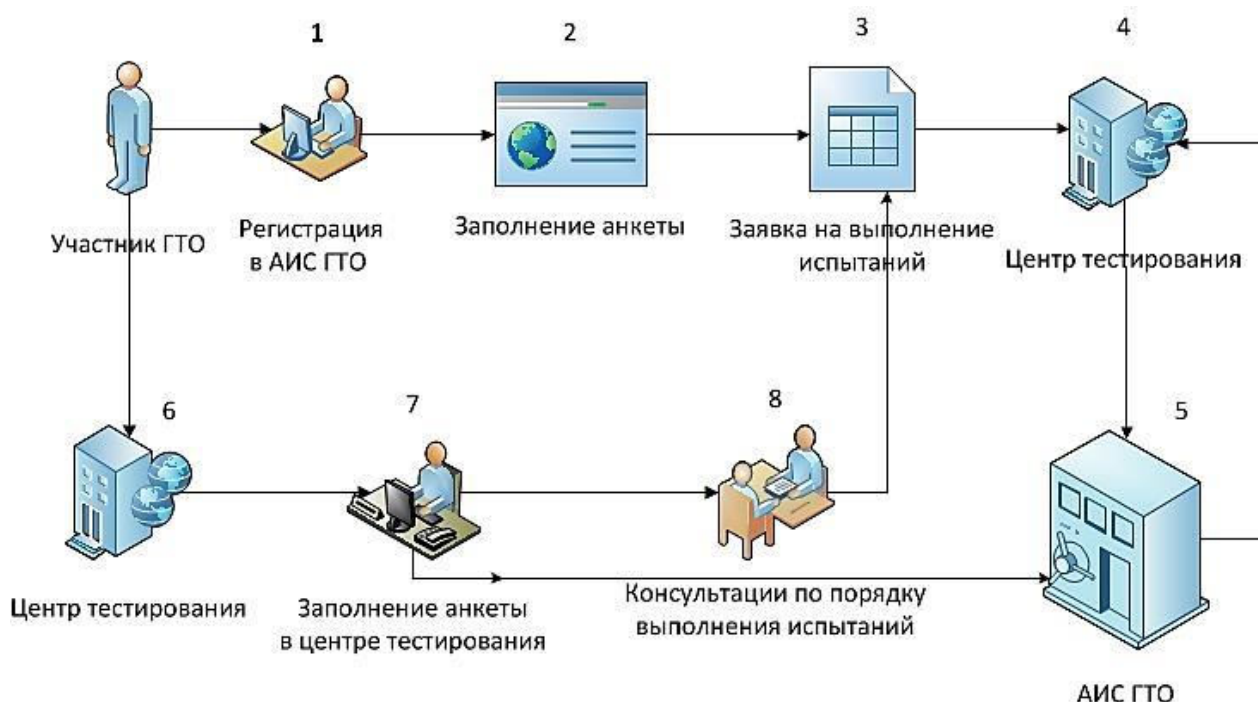 1
2
3
4
Участник ГТО
Регистрация
в АИС ГТО
Заполнение анкеты
Заявка на выполнение
испытаний
Центр тестирования
6
7
8
5
Центр тестирования
Заполнение анкеты
в центре тестирования
Консультации по порядку
выполнения испытаний
АИС ГТО